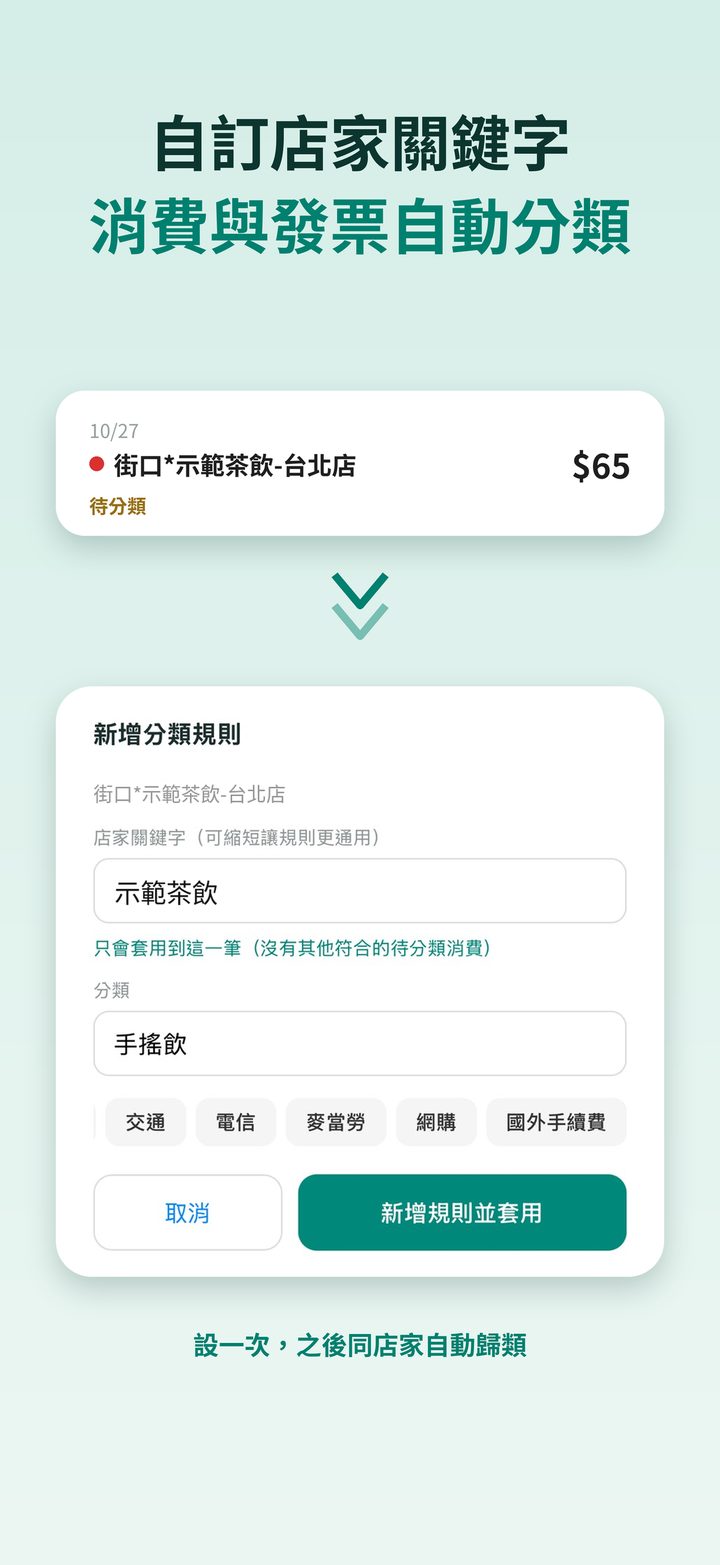 自訂店家關鍵字
消費與發票自動分類
10/27
街口*示範茶飲-台北店
$65
待分類
新增分類規則
街口*示範茶飲-台北店
店家關鍵字（可縮短讓規則更通用）
示範茶飲
只會套用到這一筆（沒有其他符合的待分類消費）
分類
手搖飲
交通 電信 麥當勞 網購 國外手續費
取消 新增規則並套用
設一次，之後同店家自動歸類